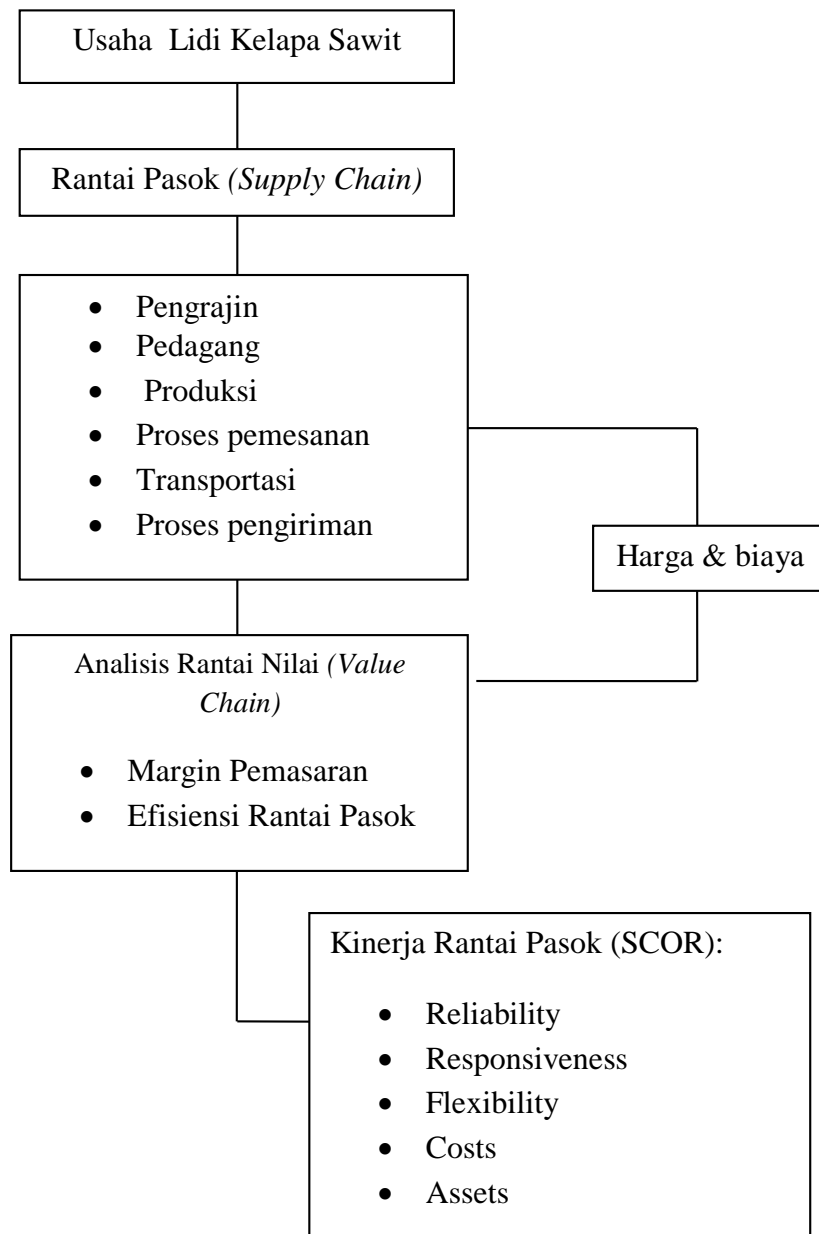 Usaha Lidi Kelapa Sawit
Rantai Pasok (Supply Chain)
• Pengrajin
• Pedagang
• Produksi
• Proses pemesanan
• Transportasi
• Proses pengiriman
Harga & biaya
Analisis Rantai Nilai (Value
Chain)
• Margin Pemasaran
• Efisiensi Rantai Pasok
Kinerja Rantai Pasok (SCOR):
• Reliability
• Responsiveness
• Flexibility
• Costs
• Assets